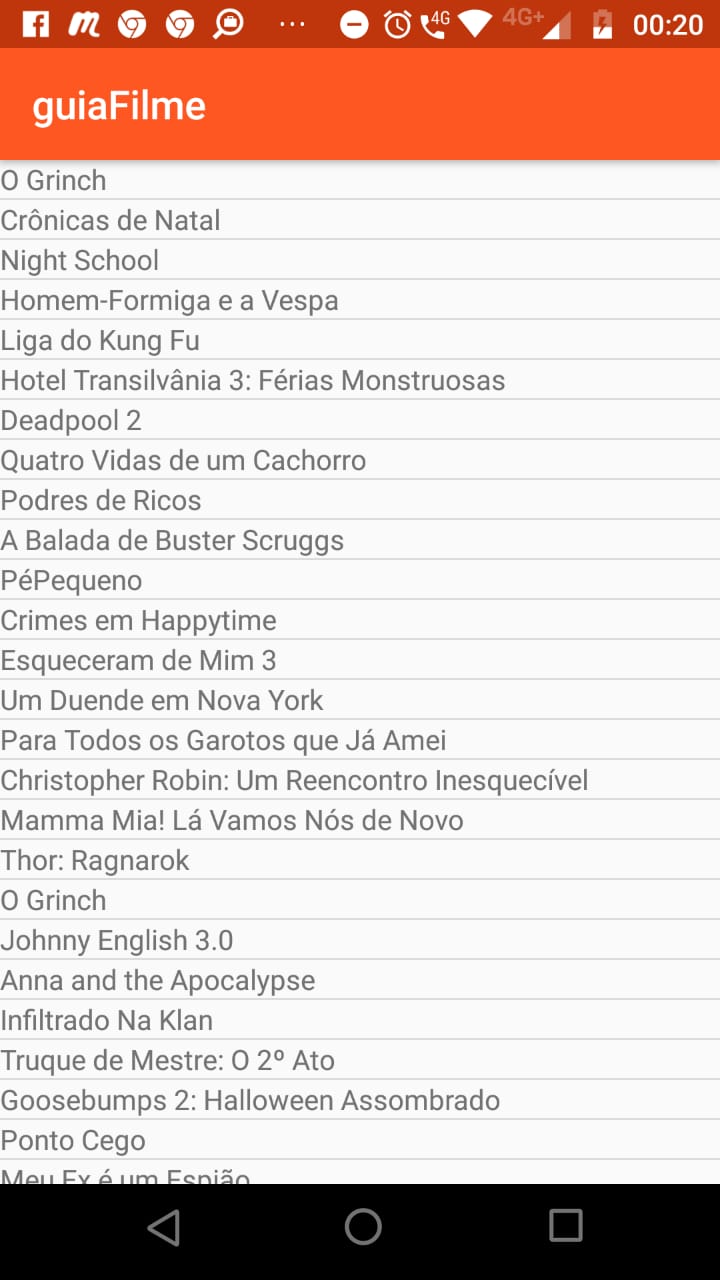 4G 4G+ 00:20
guiaFilme
O Grinch
Crônicas de Natal
Night School
Homem-Formiga e a Vespa
Liga do Kung Fu
Hotel Transilvânia 3: Férias Monstruosas
Deadpool 2
Quatro Vidas de um Cachorro
Podres de Ricos
A Balada de Buster Scruggs
PéPequeno
Crimes em Happytime
Esqueceram de Mim 3
Um Duende em Nova York
Para Todos os Garotos que Já Amei
Christopher Robin: Um Reencontro Inesquecível
Mamma Mia! Lá Vamos Nós de Novo
Thor: Ragnarok
O Grinch
Johnny English 3.0
Anna and the Apocalypse
Infiltrado Na Klan
Truque de Mestre: O 2º Ato
Goosebumps 2: Halloween Assombrado
Ponto Cego
Meu Ex é um Espião